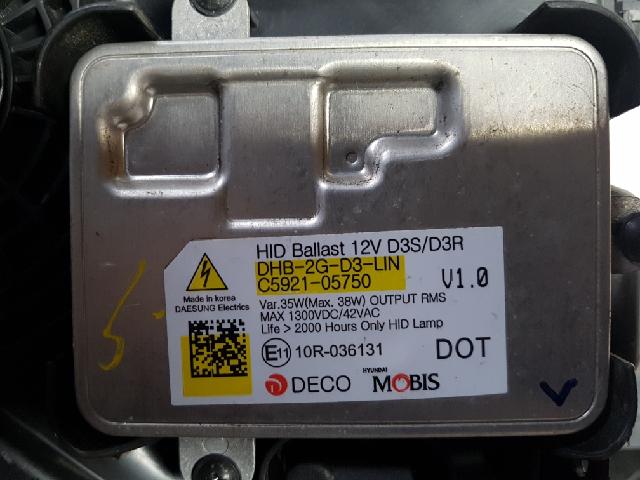 HID Ballast 12V D3S/D3R
DHB-2G-D3-LIN
C5921-05750
V1.0
Made in korea
DAESUNG Electrics
Var.35W(Max. 38W) OUTPUT RMS
MAX 1300VDC/42VAC
Life > 2000 Hours Only HID Lamp
E11 10R-036131 DOT
DECO HYUNDAI MOBIS